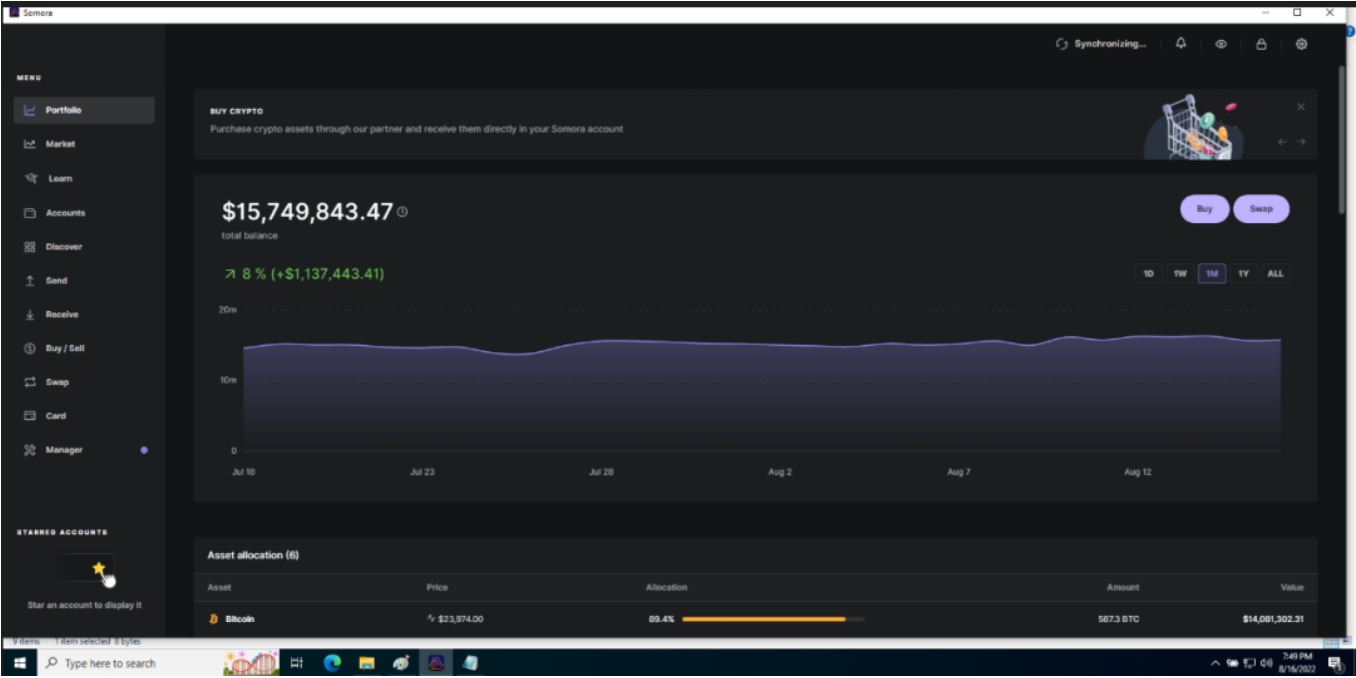 Somora
Synchronizing...
MENU
Portfolio
Market
Learn
Accounts
Discover
Send
Receive
Buy / Sell
Swap
Card
Manager
STARRED ACCOUNTS
Star an account to display it
BUY CRYPTO
Purchase crypto assets through our partner and receive them directly in your Somora account
$15,749,843.47
total balance
Buy Swap
8 % (+$1,137,443.41)
1D 1W 1M 1Y ALL
20m
10m
0
Jul 18 Jul 23 Jul 28 Aug 2 Aug 7 Aug 12
Asset allocation (6)
Asset Price Allocation Amount Value
Bitcoin $23,974.00 89.4% 587.3 BTC $14,081,302.31
9 items 1 item selected 8 bytes
Type here to search
7:49 PM
8/16/2022